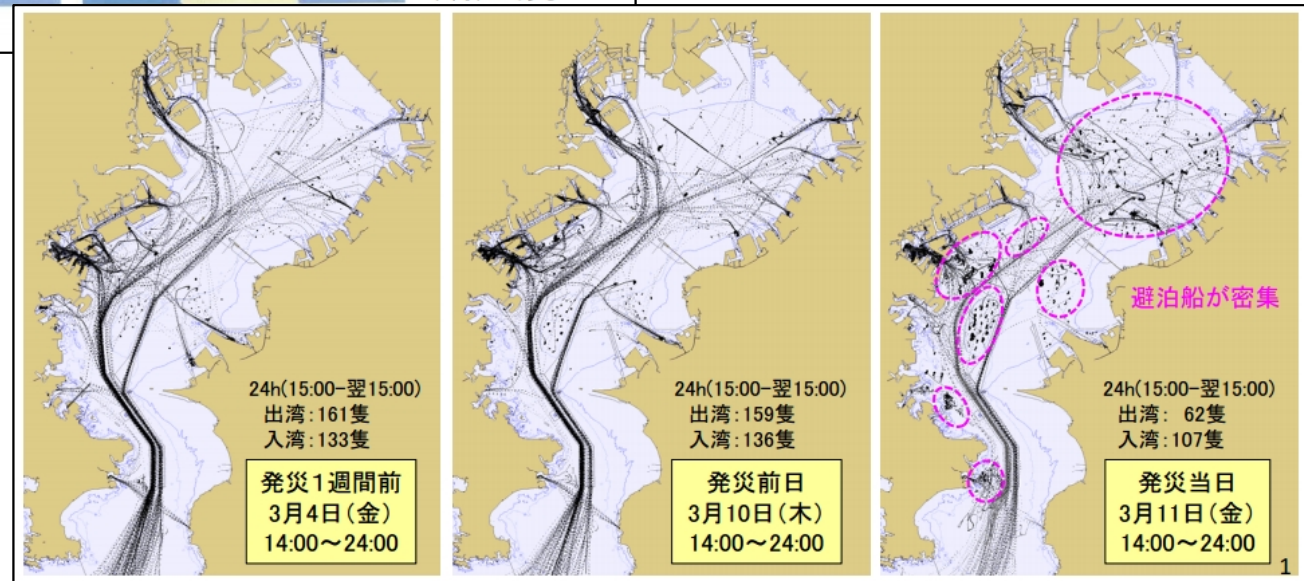 24h(15:00-翌15:00)
出湾:161隻
入湾:133隻
発災1週間前
3月4日(金)
14:00~24:00
24h(15:00-翌15:00)
出湾:159隻
入湾:136隻
発災前日
3月10日(木)
14:00~24:00
避泊船が密集
24h(15:00-翌15:00)
出湾: 62隻
入湾:107隻
発災当日
3月11日(金)
14:00~24:00
1